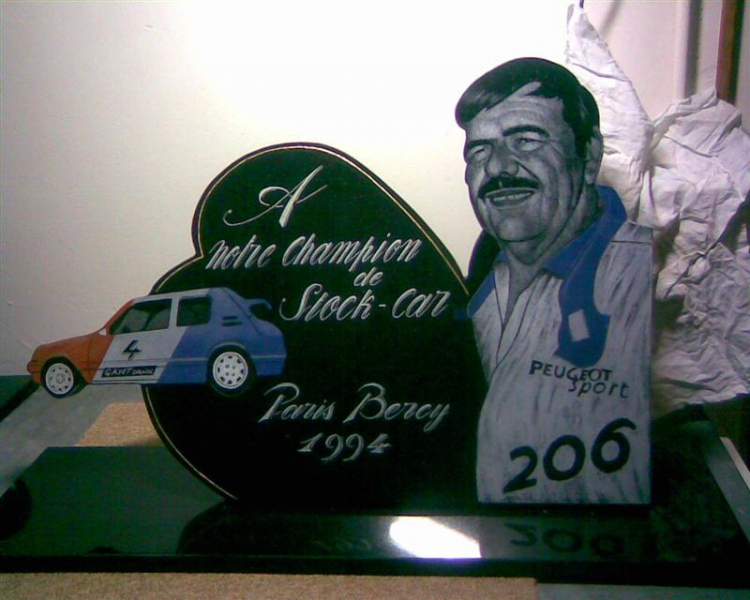 A
notre Champion
de
Stock-Car
Paris Bercy
1994
4
PEUGEOT
Sport
206